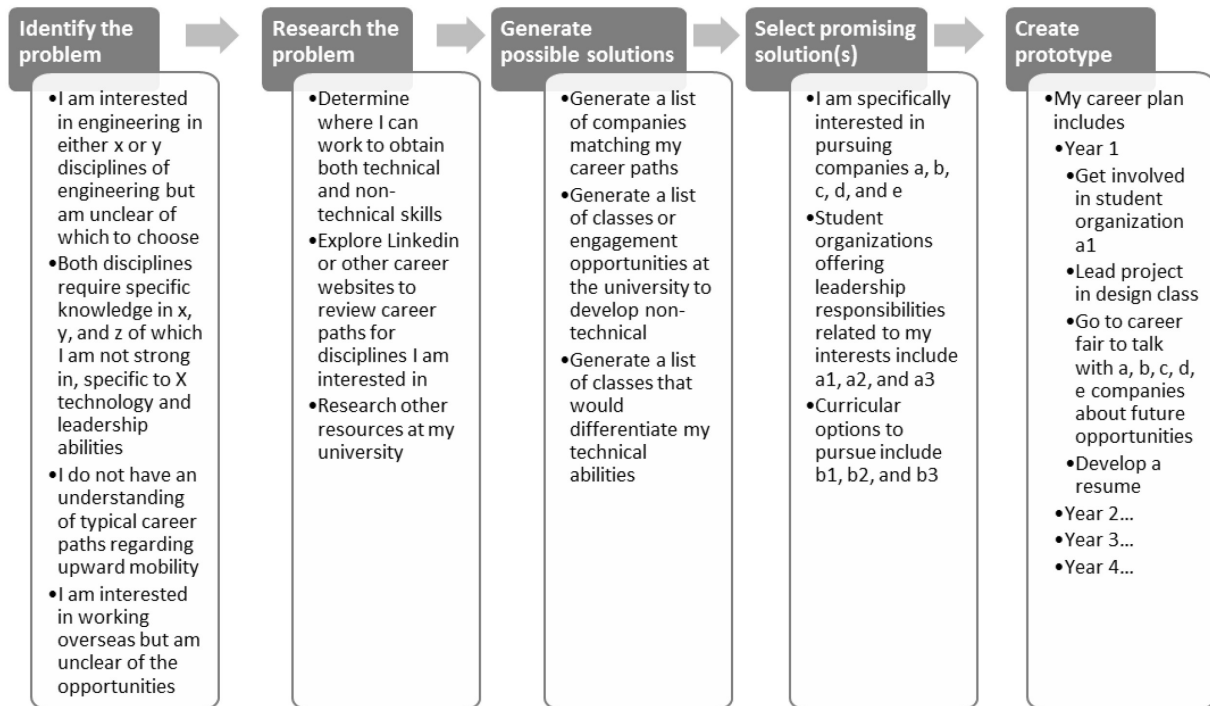 Identify the
problem
•I am interested
in engineering in
either x or y
disciplines of
engineering but
am unclear of
which to choose
•Both disciplines
require specific
knowledge in x,
y, and z of which
I am not strong
in, specific to X
technology and
leadership
abilities
•I do not have an
understanding
of typical career
paths regarding
upward mobility
•I am interested
in working
overseas but am
unclear of the
opportunities
Research the
problem
•Determine
where I can
work to obtain
both technical
and non-
technical skills
•Explore Linkedin
or other career
websites to
review career
paths for
disciplines I am
interested in
•Research other
resources at my
university
Generate
possible solutions
•Generate a list
of companies
matching my
career paths
•Generate a list
of classes or
engagement
opportunities at
the university to
develop non-
technical
•Generate a list
of classes that
would
differentiate my
technical
abilities
Select promising
solution(s)
•I am specifically
interested in
pursuing
companies a, b,
c, d, and e
•Student
organizations
offering
leadership
responsibilities
related to my
interests include
a1, a2, and a3
•Curricular
options to
pursue include
b1, b2, and b3
Create
prototype
•My career plan
includes
•Year 1
•Get involved
in student
organization
a1
•Lead project
in design class
•Go to career
fair to talk
with a, b, c, d,
e companies
about future
opportunities
•Develop a
resume
•Year 2...
•Year 3...
•Year 4...